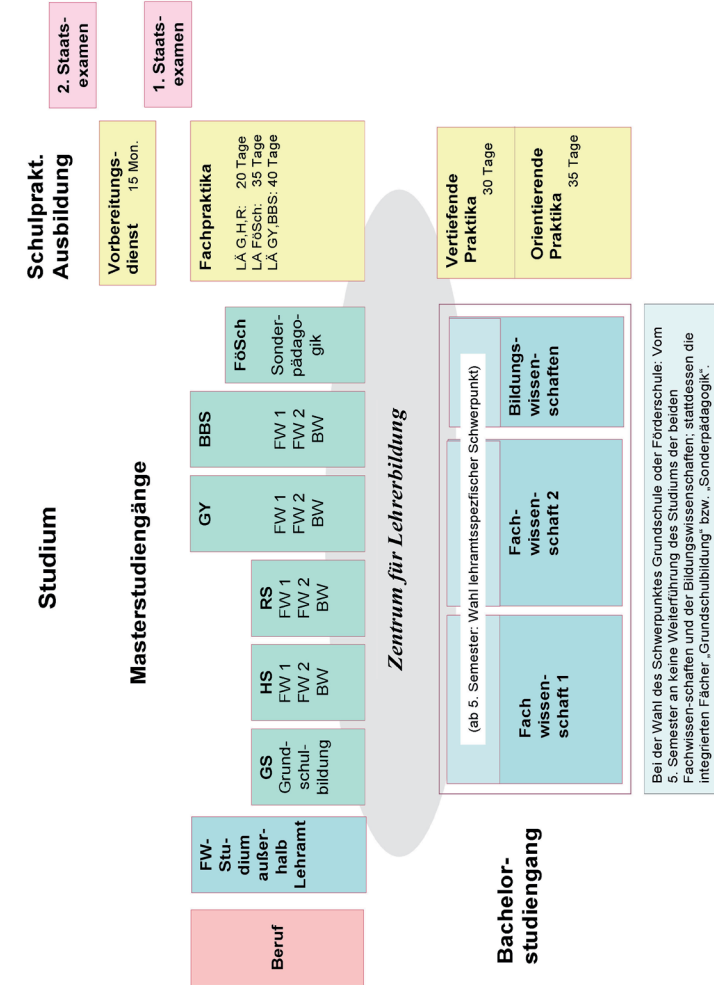 Studium
Schulprakt.
Ausbildung
2. Staats-
examen
Masterstudiengänge
Vorbereitungs-
dienst 15 Mon.
1. Staats-
examen
Beruf
FW-
Stu-
dium
außer-
halb
Lehramt
GS
Grund-
schul-
bildung
HS
FW 1
FW 2
BW
RS
FW 1
FW 2
BW
GY
FW 1
FW 2
BW
BBS
FW 1
FW 2
BW
FöSch
Sonder-
pädago-
gik
Fachpraktika
LÄ G,H,R: 20 Tage
LA FöSch: 35 Tage
LÄ GY,BBS: 40 Tage
Zentrum für Lehrerbildung
Bachelor-
studiengang
(ab 5. Semester: Wahl lehramtsspezfischer Schwerpunkt)
Fach
wissen-
schaft 1
Fach-
wissen-
schaft 2
Bildungs-
wissen-
schaften
Vertiefende
Praktika
30 Tage
Orientierende
Praktika
35 Tage
Bei der Wahl des Schwerpunktes Grundschule oder Förderschule: Vom
5. Semester an keine Weiterführung des Studiums der beiden
Fachwissen-schaften und der Bildungswissenschaften; stattdessen die
integrierten Fächer „Grundschulbildung“ bzw. „Sonderpädagogik“.